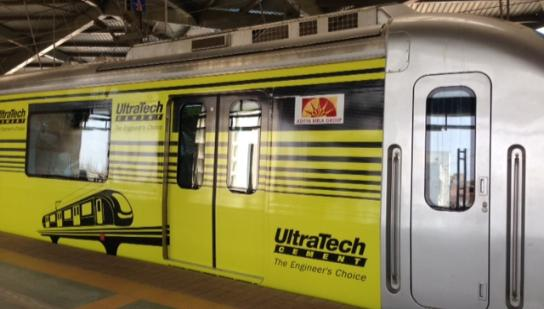 UltraTech
CEMENT
The Engineer's Choice
UltraTech
CEMENT
The Engineer's Choice
ADITYA BIRLA GROUP
UltraTech
CEMENT
The Engineer's Choice